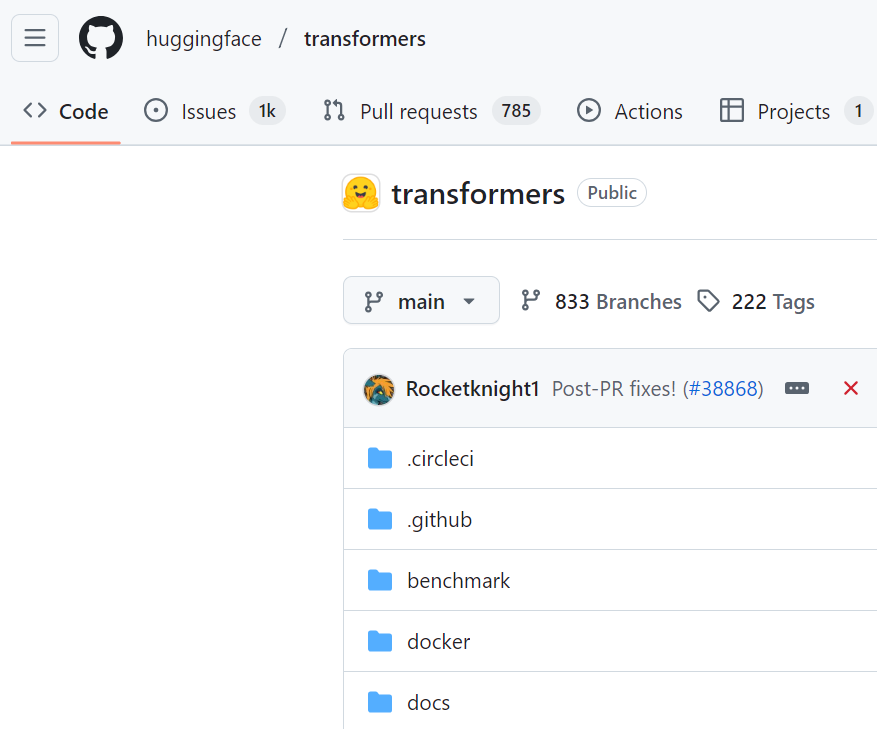 huggingface / transformers
Code Issues 1k Pull requests 785 Actions Projects 1
transformers Public
main 833 Branches 222 Tags
Rocketknight1 Post-PR fixes! (#38868)
.circleci
.github
benchmark
docker
docs